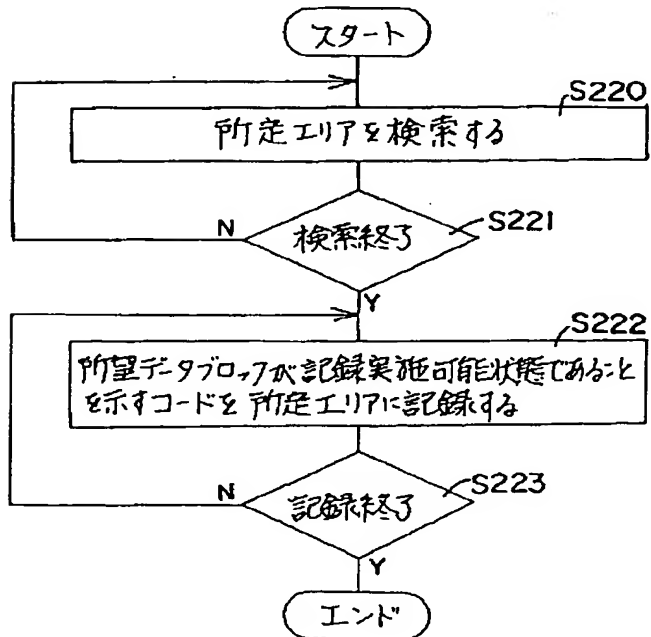 スタート
S220
所定エリアを検索する
N
検索終了
S221
Y
S222
所望データブロックが記録実施可能状態であること
を示すコードを所定エリアに記録する
N
記録終了
S223
Y
エンド